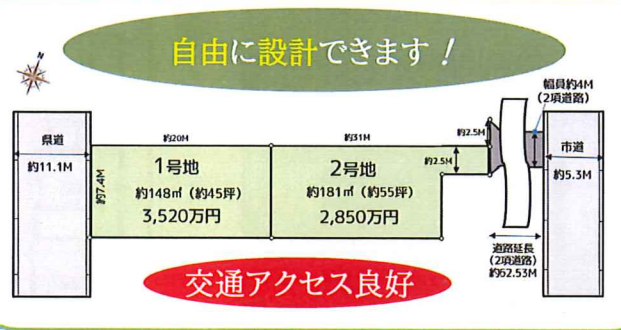 自由に設計できます！
N
幅員約4M
（2項道路）
県道
約11.1M
約20M
約31M
約2.5M
約2.5M
市道
約5.3M
約7.4M
1号地
約148㎡（約45坪）
3,520万円
2号地
約181㎡（約55坪）
2,850万円
道路延長
（2項道路）
約62.53M
交通アクセス良好